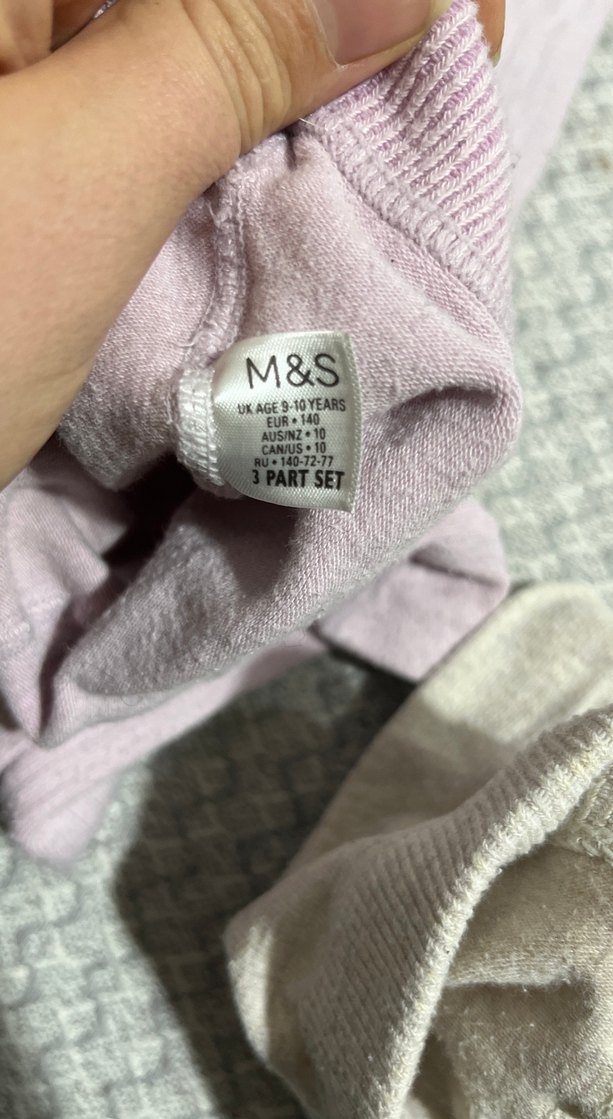 M&S
UK AGE 9-10 YEARS
EUR • 140
AUS/NZ • 10
CAN/US • 10
RU • 140-72-77
3 PART SET